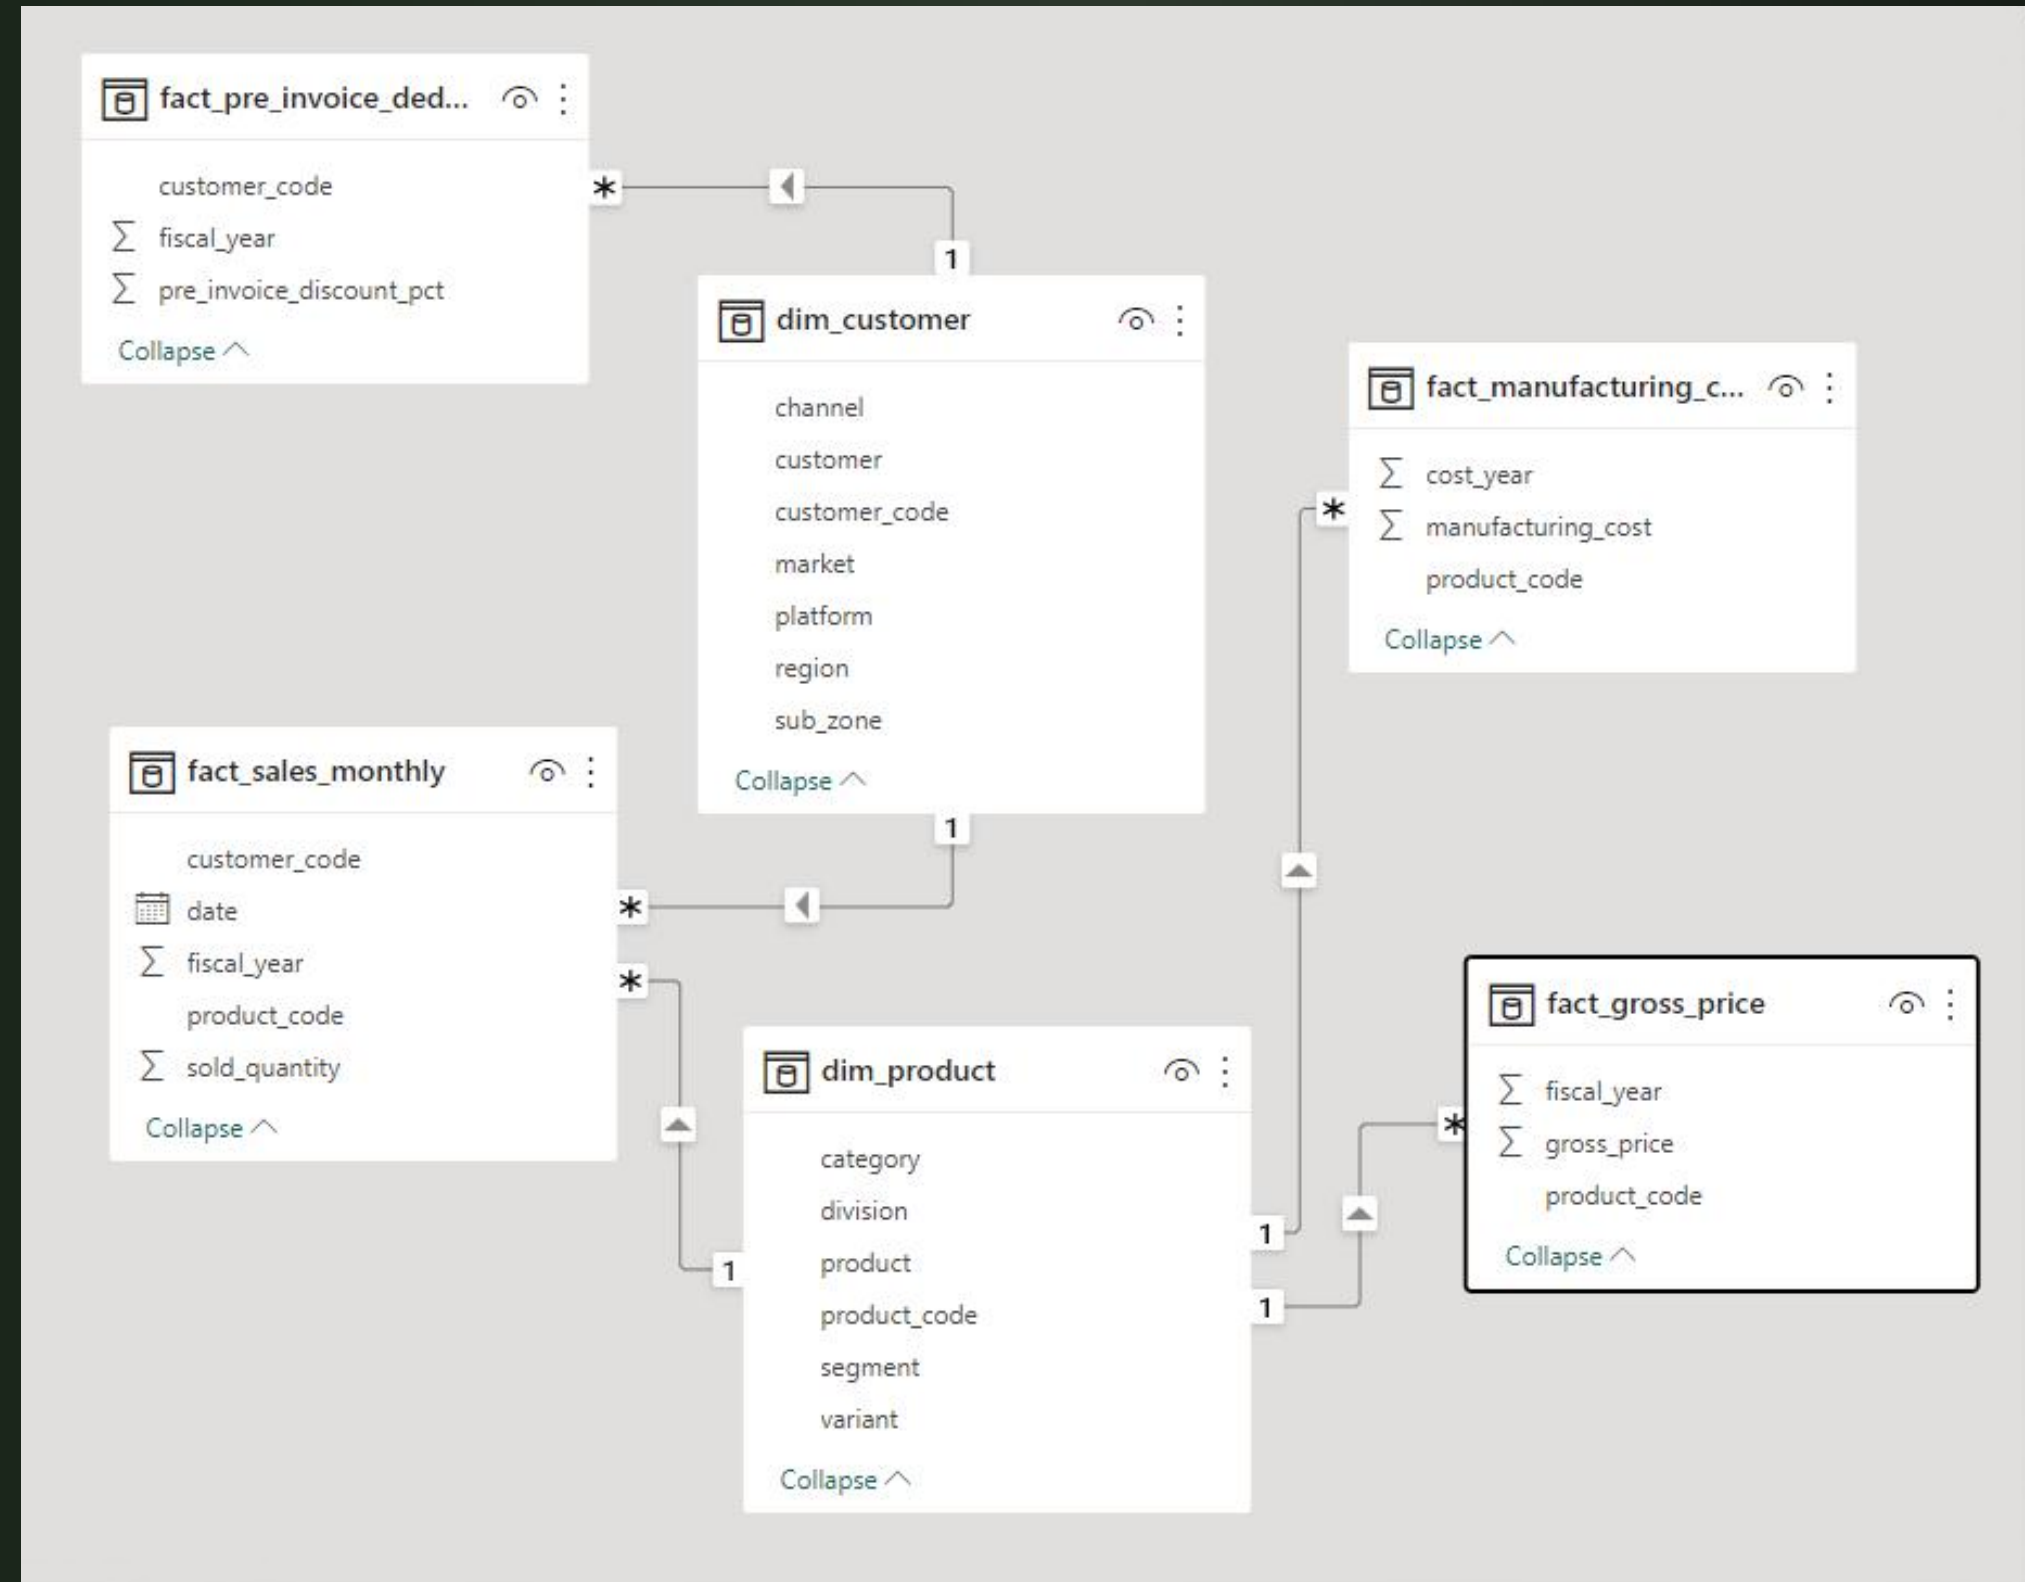 fact_pre_invoice_ded...
customer_code
fiscal_year
pre_invoice_discount_pct
Collapse
*
1
dim_customer
channel
customer
customer_code
market
platform
region
sub_zone
Collapse
1
fact_manufacturing_c...
cost_year
manufacturing_cost
product_code
Collapse
*
fact_sales_monthly
customer_code
date
fiscal_year
product_code
sold_quantity
Collapse
*
*
1
dim_product
category
division
product
product_code
segment
variant
Collapse
1
1
*
fact_gross_price
fiscal_year
gross_price
product_code
Collapse